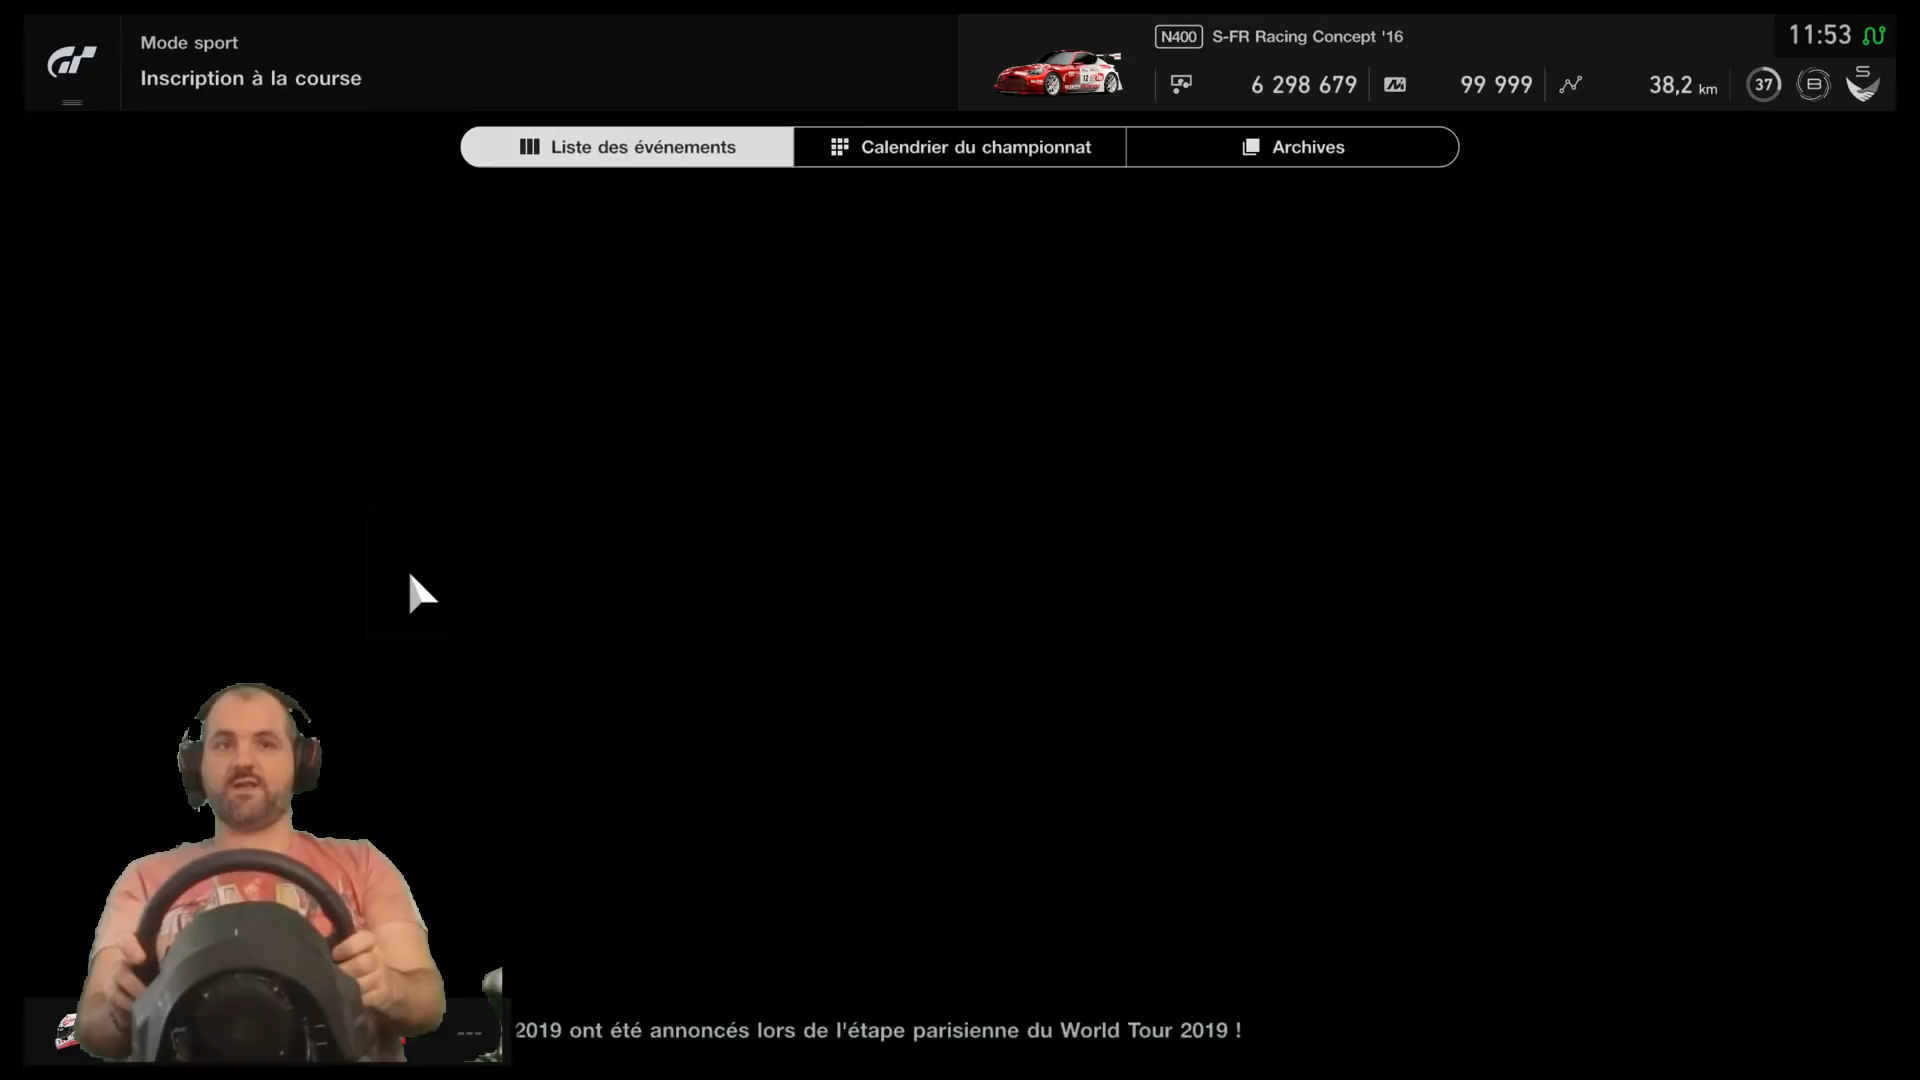 Mode sport
Inscription à la course
N400 S-FR Racing Concept '16
11:53
6 298 679
99 999
38,2 km
37
B
S
Liste des événements
Calendrier du championnat
Archives
12
--- 2019 ont été annoncés lors de l'étape parisienne du World Tour 2019 !